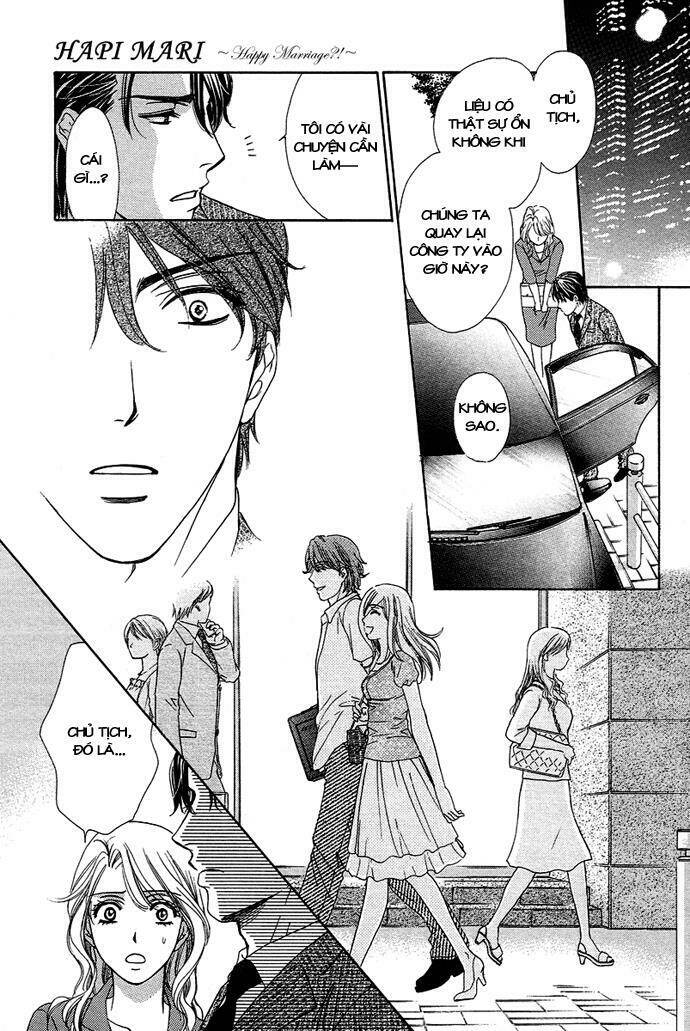 HAPI MARI ~Happy Marriage?!~
CHỦ
TỊCH,
LIỆU CÓ
THẬT SỰ ỔN
KHÔNG KHI
CHÚNG TA
QUAY LẠI
CÔNG TY VÀO
GIỜ NÀY?
KHÔNG
SAO.
TÔI CÓ VÀI
CHUYỆN CẦN
LÀM—
CÁI
GÌ...?
CHỦ TỊCH,
ĐÓ LÀ...